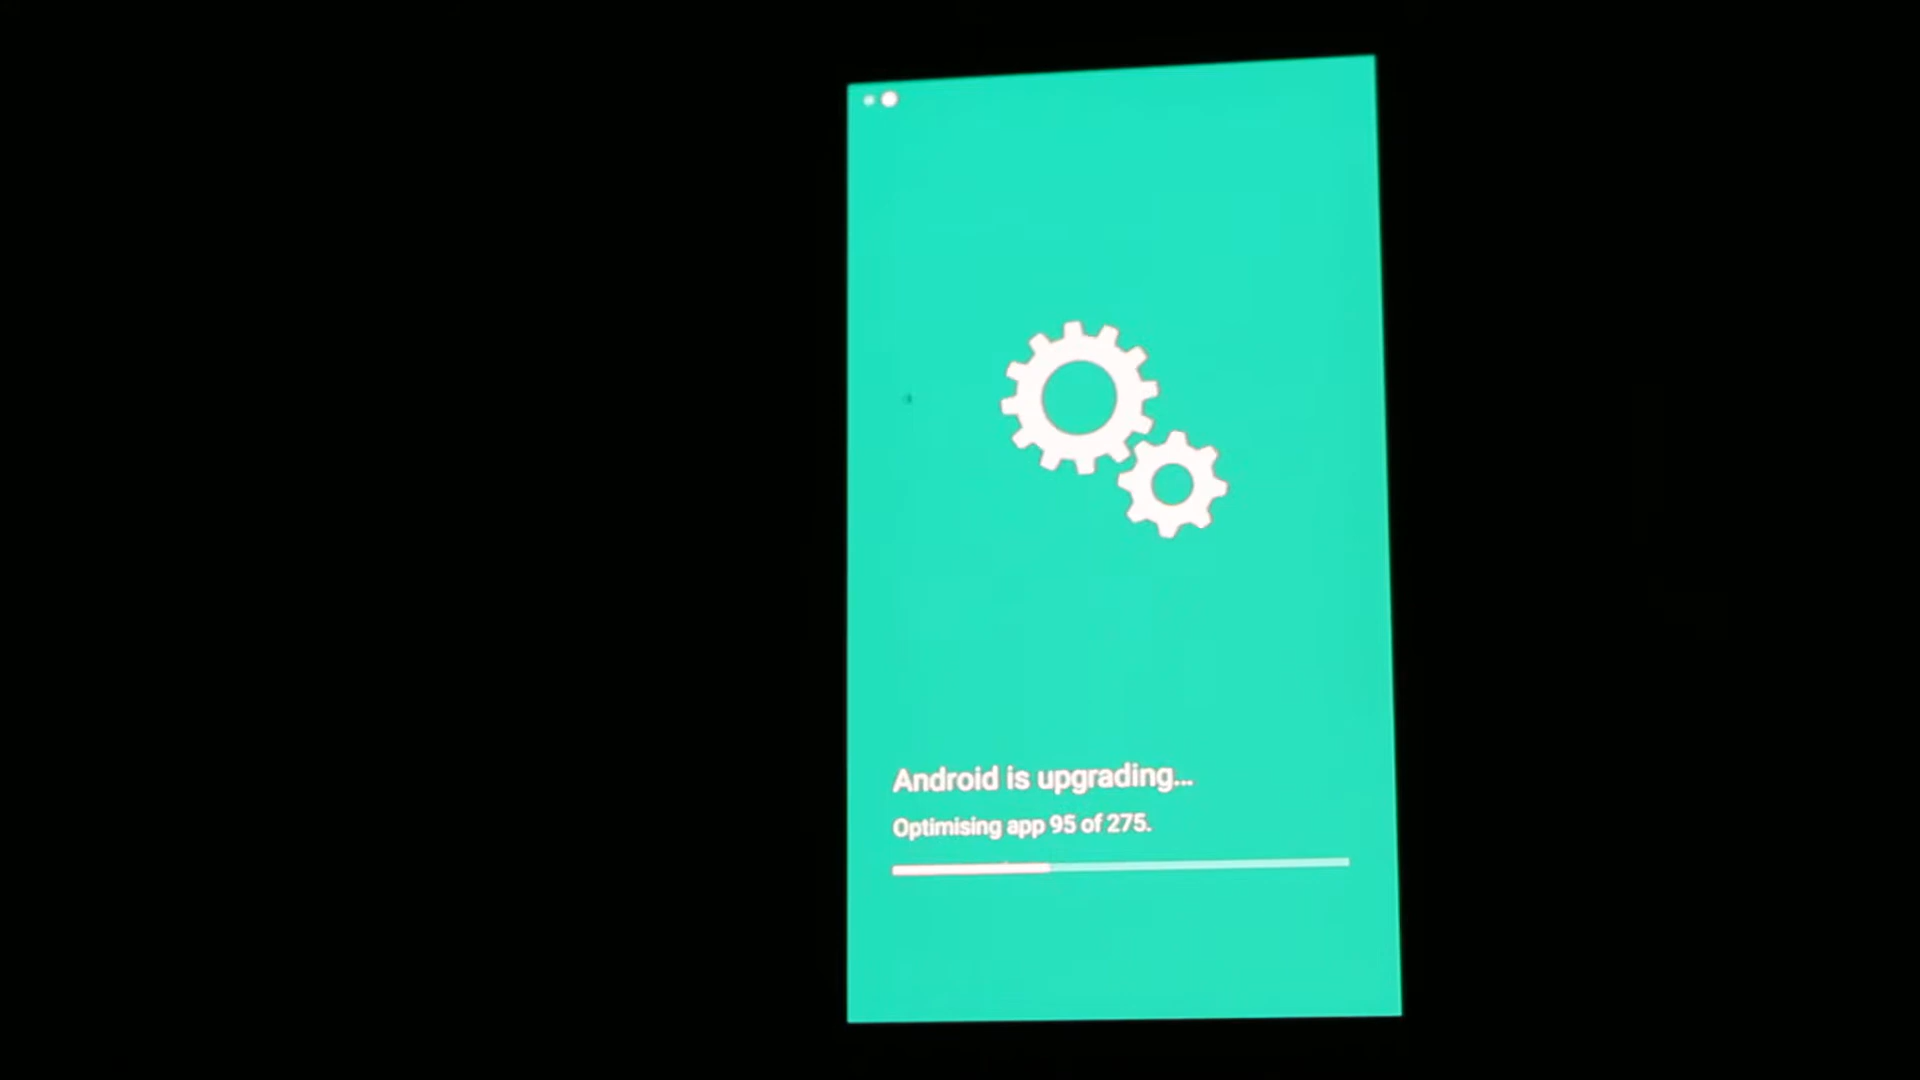 Android is upgrading...
Optimising app 95 of 275.